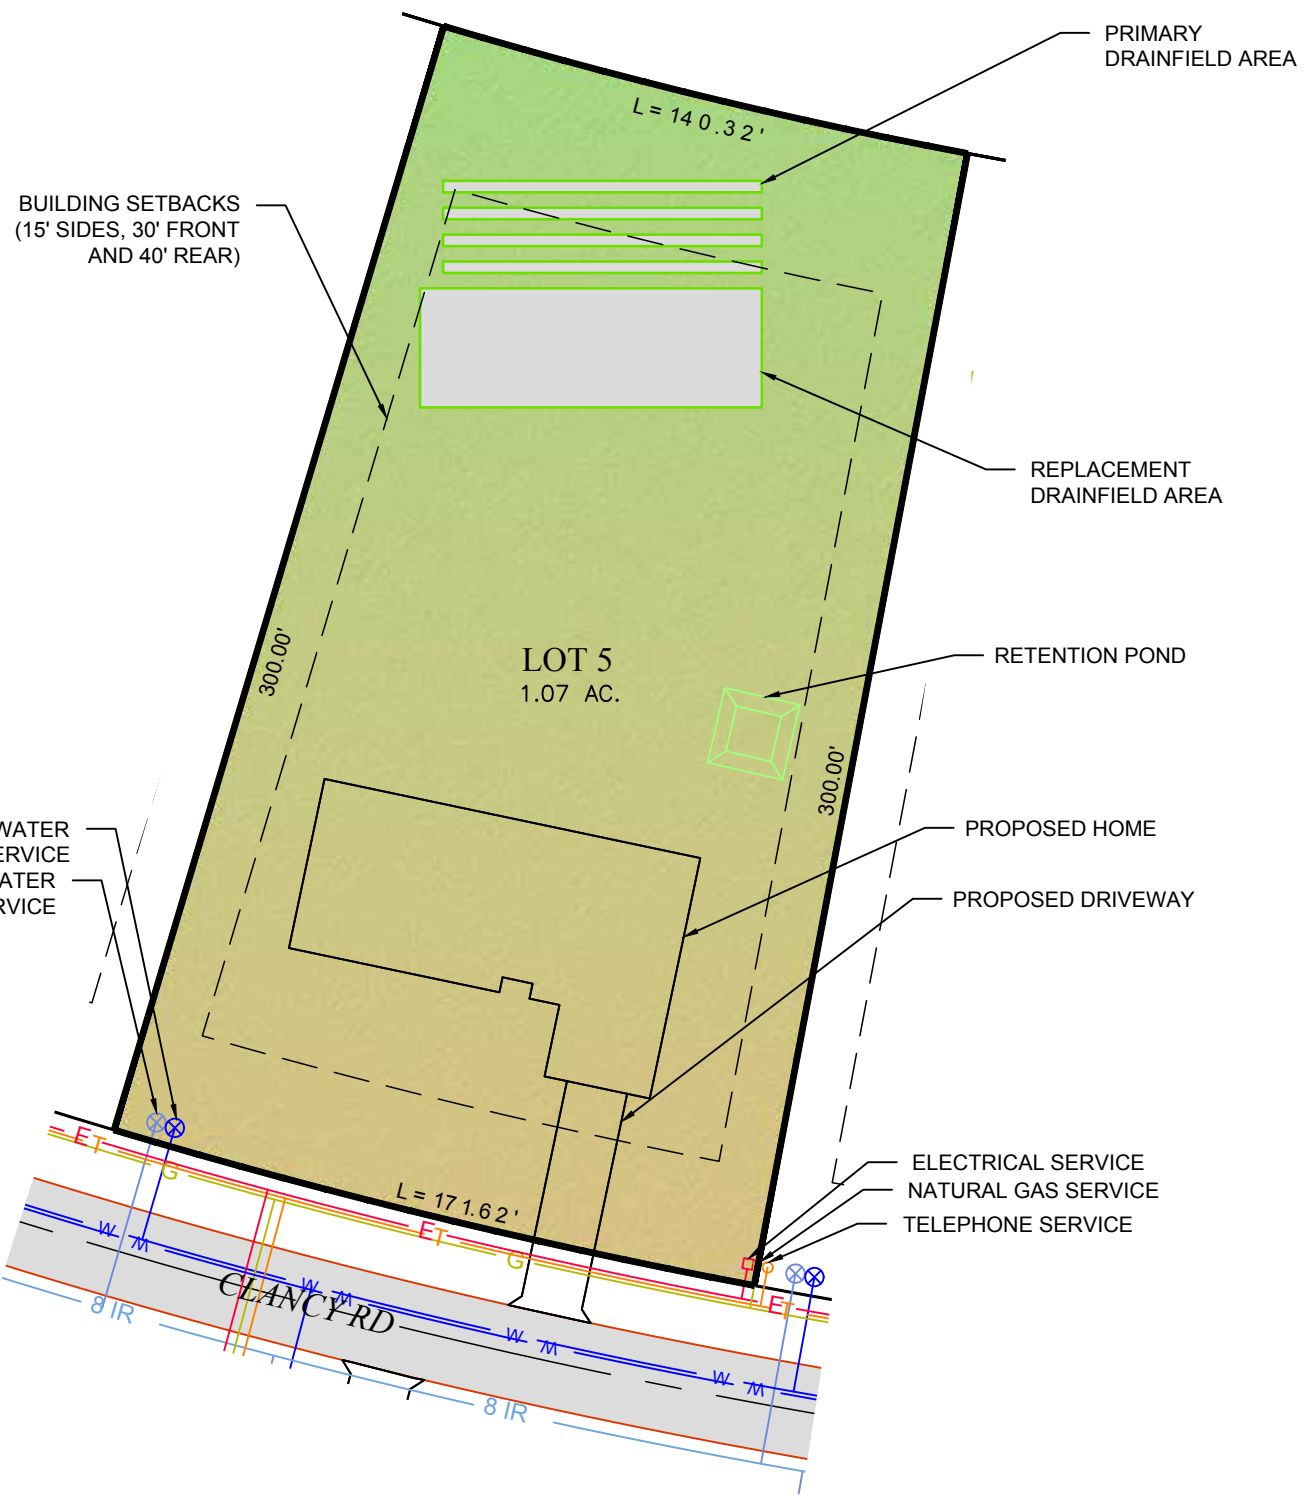 PRIMARY
DRAINFIELD AREA
L = 140.32'
BUILDING SETBACKS
(15' SIDES, 30' FRONT
AND 40' REAR)
REPLACEMENT
DRAINFIELD AREA
300.00'
LOT 5
1.07 AC.
RETENTION POND
300.00'
WATER
ERVICE
ATER
RVICE
PROPOSED HOME
PROPOSED DRIVEWAY
E T G
L = 171.62'
E T G
ELECTRICAL SERVICE
NATURAL GAS SERVICE
TELEPHONE SERVICE
E T
W W
W W
W W
W W
CLANCY RD
8 IR
8 IR